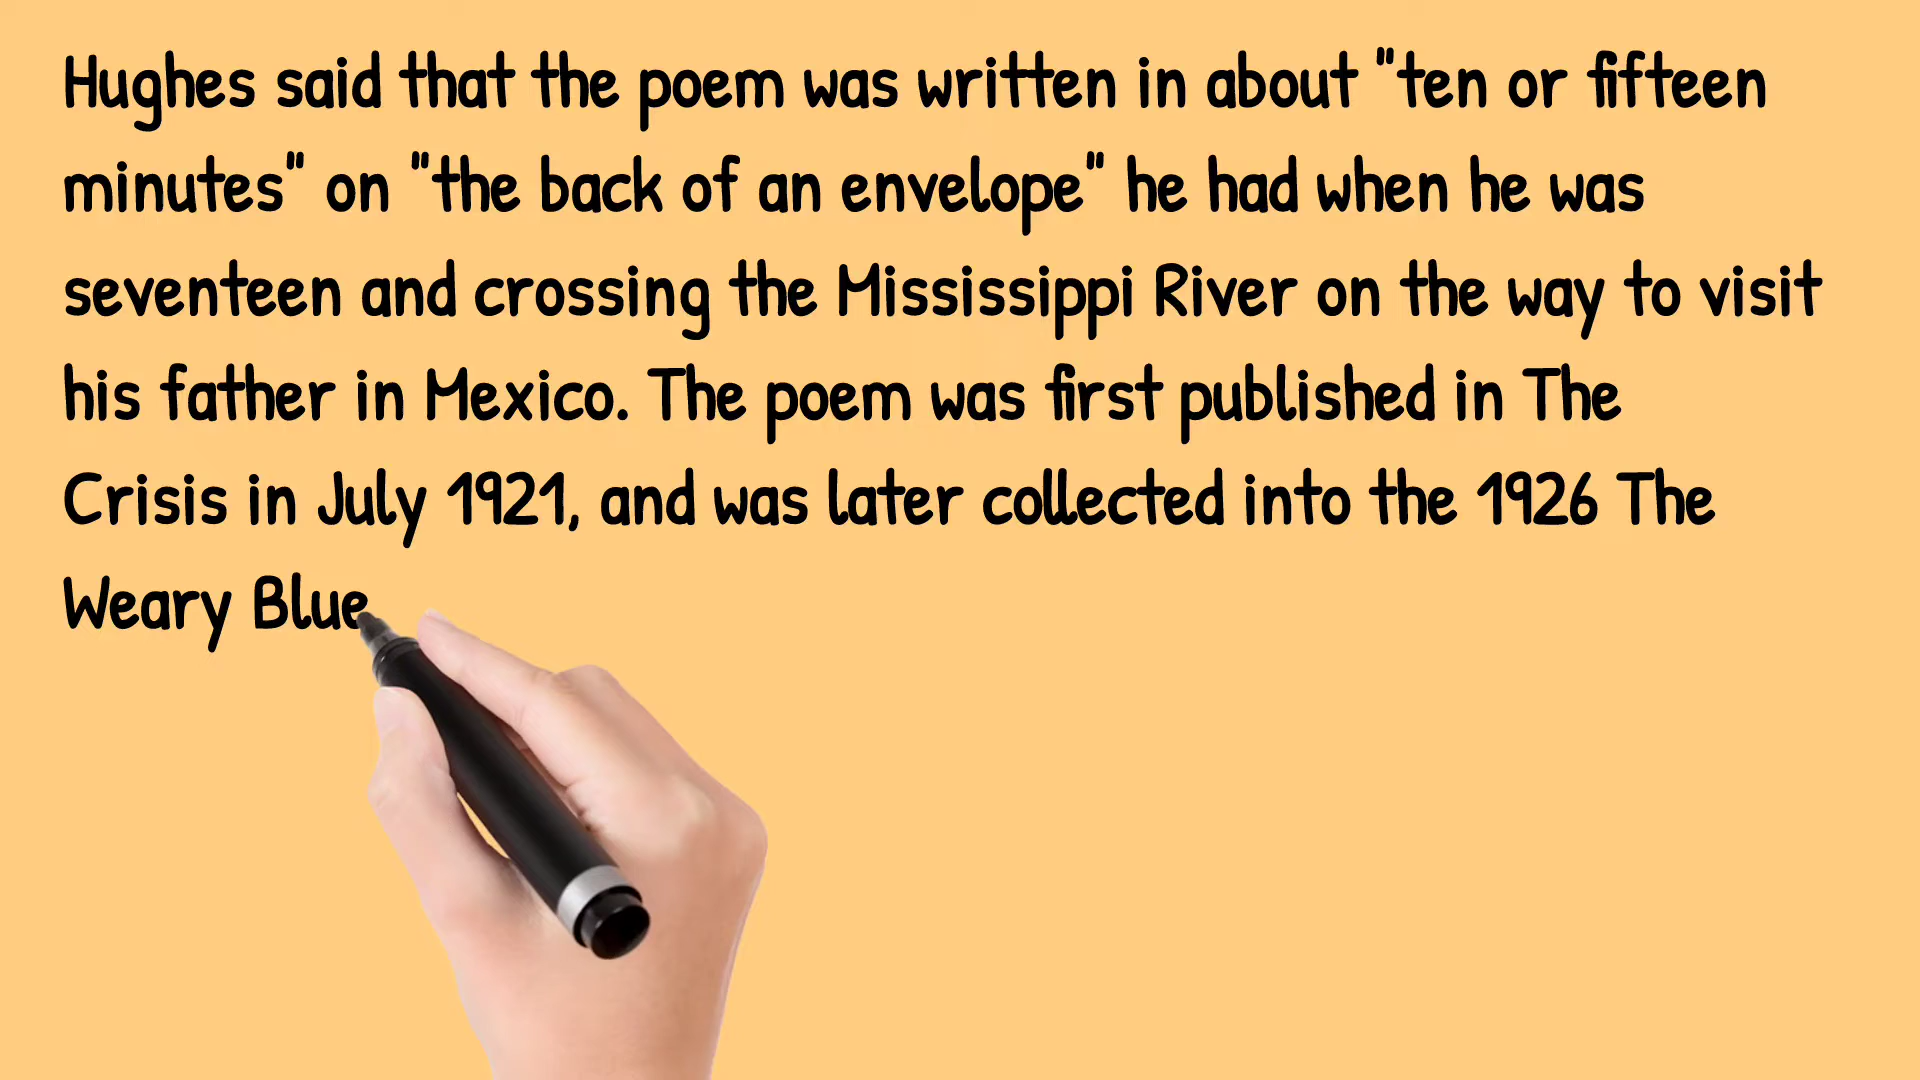 Hughes said that the poem was written in about "ten or fifteen
minutes" on "the back of an envelope" he had when he was
seventeen and crossing the Mississippi River on the way to visit
his father in Mexico. The poem was first published in The
Crisis in July 1921, and was later collected into the 1926 The
Weary Blue